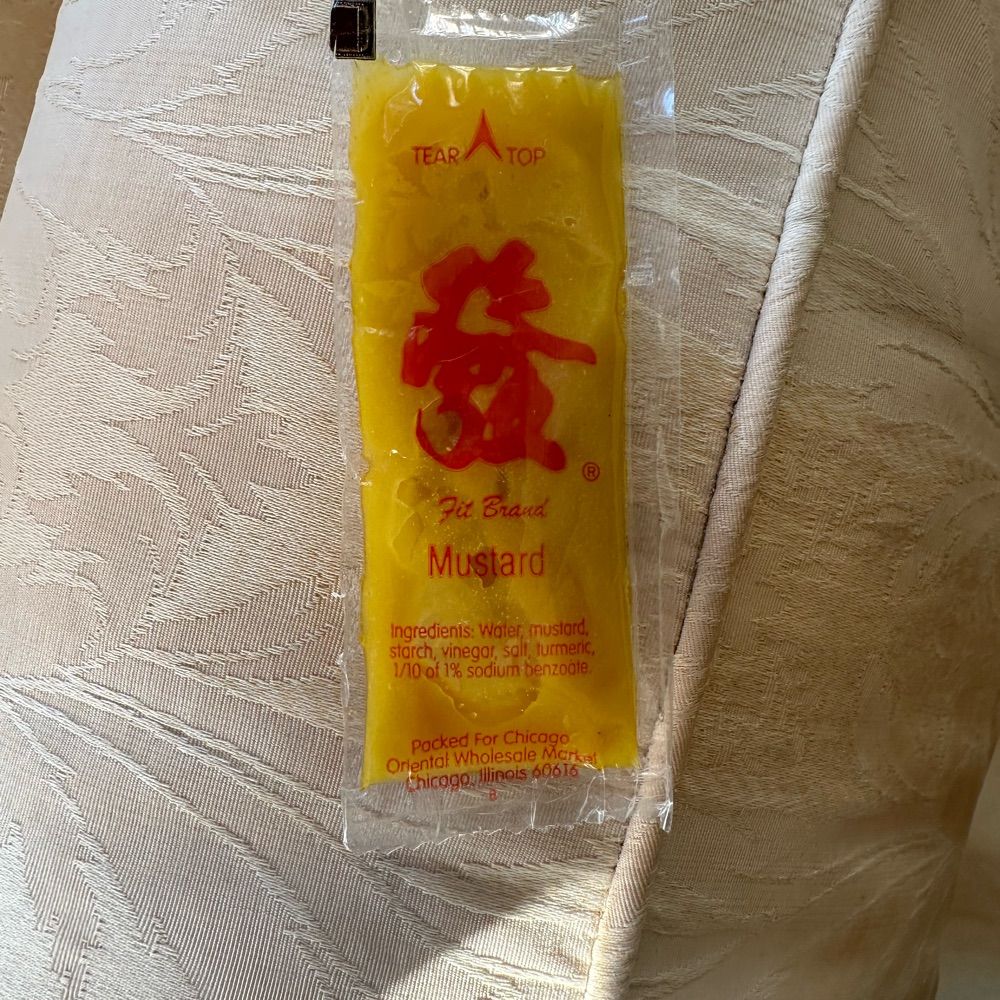 TEAR TOP
發
®
Fit Brand
Mustard
Ingredients: Water, mustard,
starch, vinegar, salt, turmeric,
1/10 of 1% sodium benzoate.
Packed For Chicago
Oriental Wholesale Market
Chicago, Illinois 60616
B